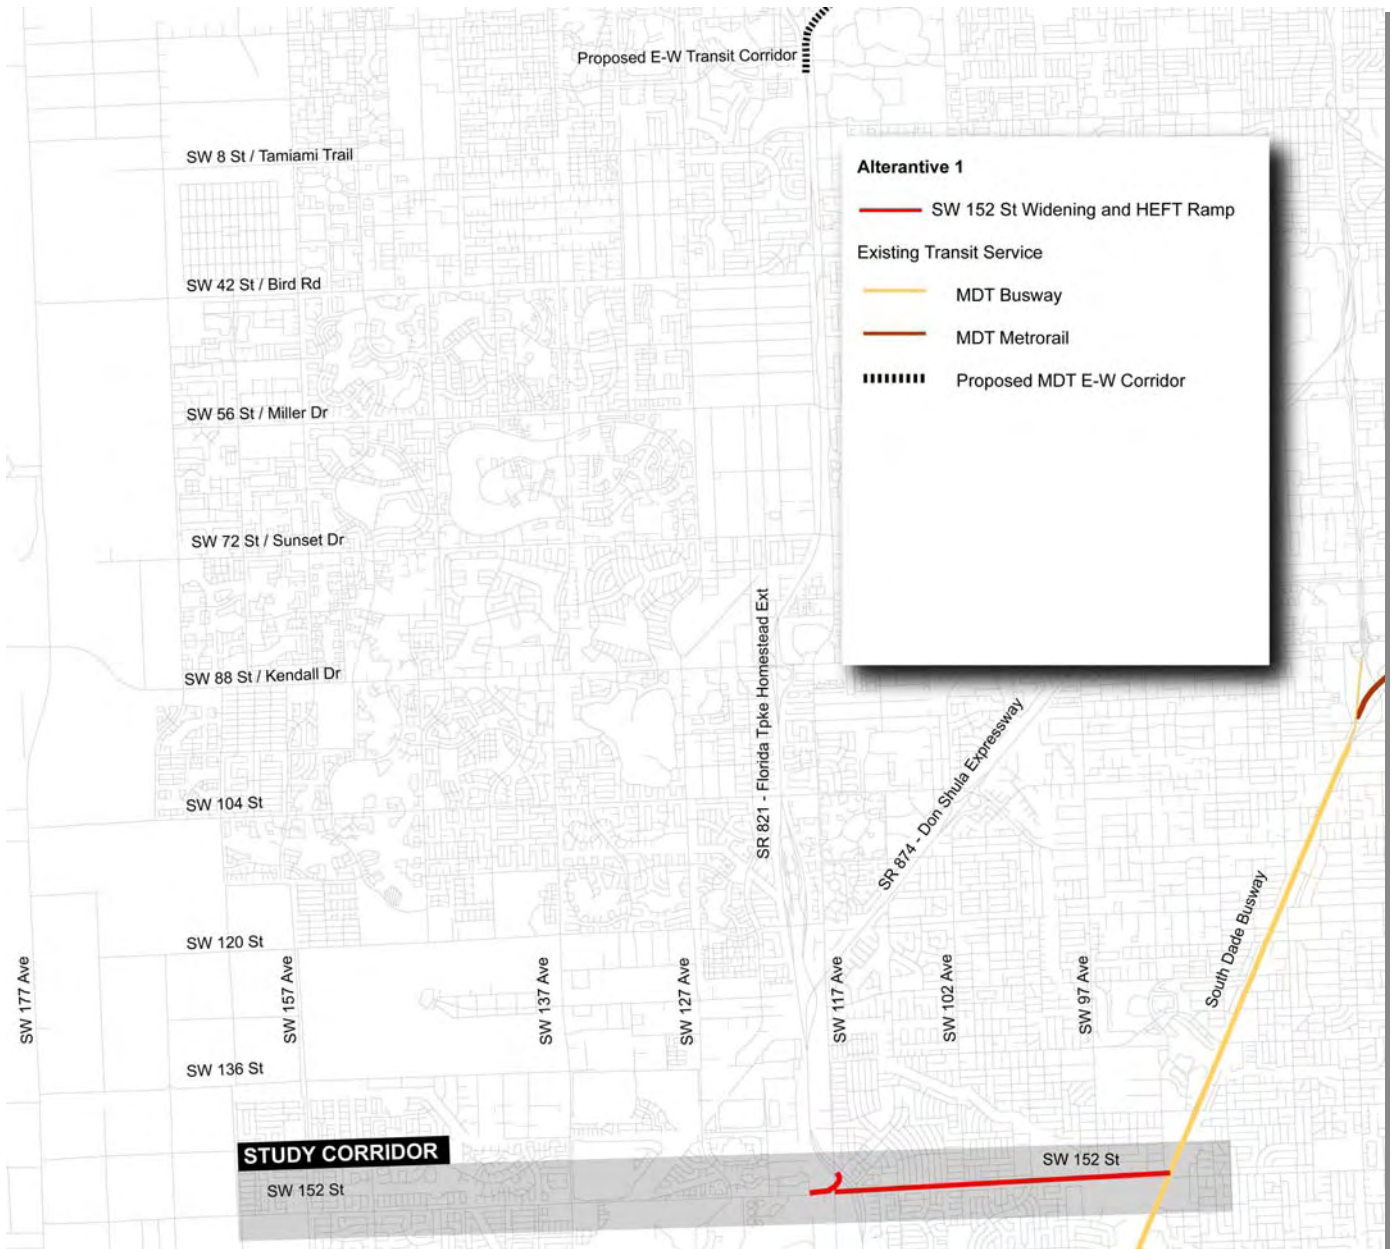 Proposed E-W Transit Corridor
SW 8 St / Tamiami Trail
Alterantive 1
SW 152 St Widening and HEFT Ramp
Existing Transit Service
MDT Busway
MDT Metrorail
Proposed MDT E-W Corridor
SW 42 St / Bird Rd
SW 56 St / Miller Dr
SW 72 St / Sunset Dr
SW 88 St / Kendall Dr
SR 821 - Florida Tpke Homestead Ext
SR 874 - Don Shula Expressway
SW 104 St
South Dade Busway
SW 120 St
SW 177 Ave
SW 157 Ave
SW 137 Ave
SW 127 Ave
SW 117 Ave
SW 102 Ave
SW 97 Ave
SW 136 St
STUDY CORRIDOR
SW 152 St
SW 152 St